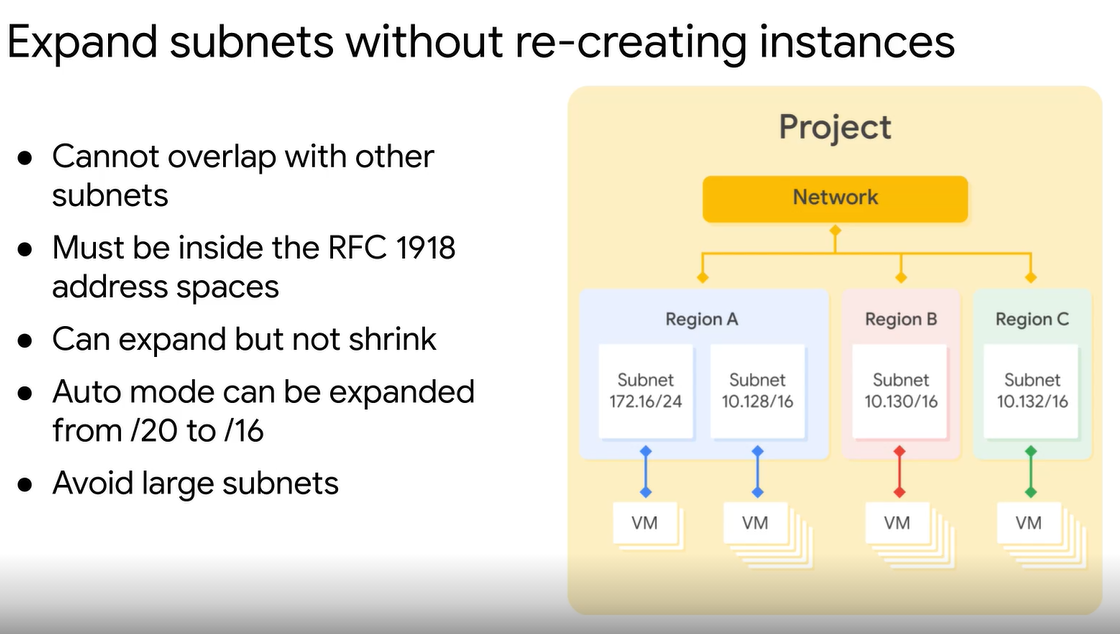 Expand subnets without re-creating instances
● Cannot overlap with other
subnets
● Must be inside the RFC 1918
address spaces
● Can expand but not shrink
● Auto mode can be expanded
from /20 to /16
● Avoid large subnets
Project
Network
Region A
Subnet
172.16/24
Subnet
10.128/16
Region B
Subnet
10.130/16
Region C
Subnet
10.132/16
VM
VM
VM
VM